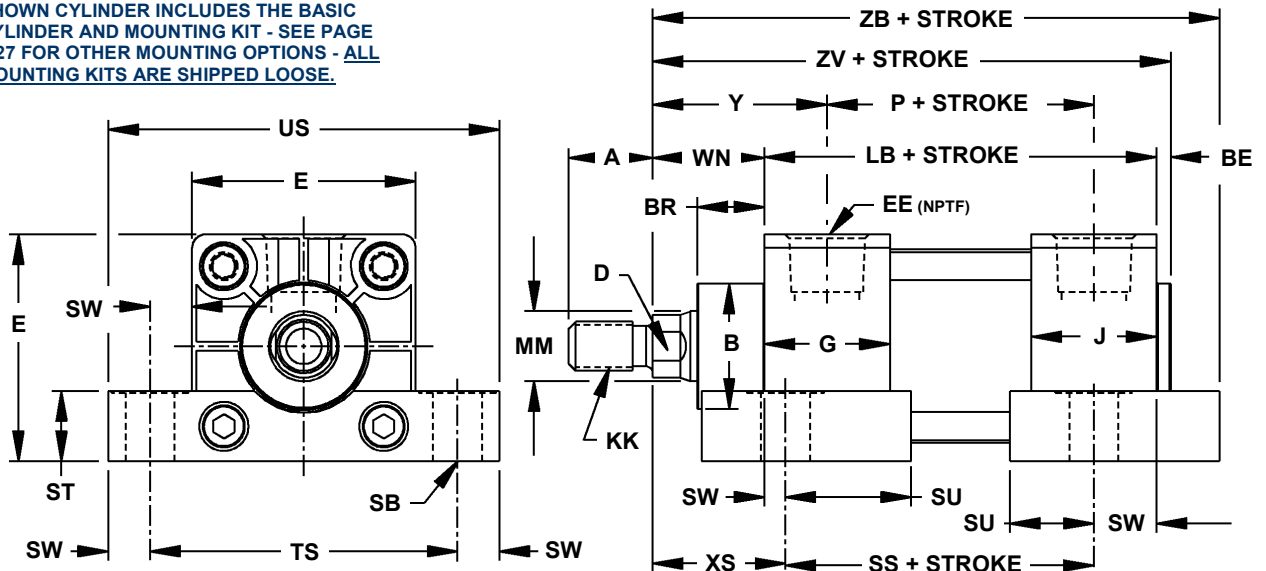 HOWN CYLINDER INCLUDES THE BASIC
YLINDER AND MOUNTING KIT - SEE PAGE
27 FOR OTHER MOUNTING OPTIONS - ALL
OUNTING KITS ARE SHIPPED LOOSE.
ZB + STROKE
ZV + STROKE
Y
P + STROKE
US
A
WN
LB + STROKE
BE
E
BR
EE (NPTF)
D
E
SW
MM
B
G
J
KK
ST
SB
SW
SU
SU
SW
SW
TS
SW
XS
SS + STROKE